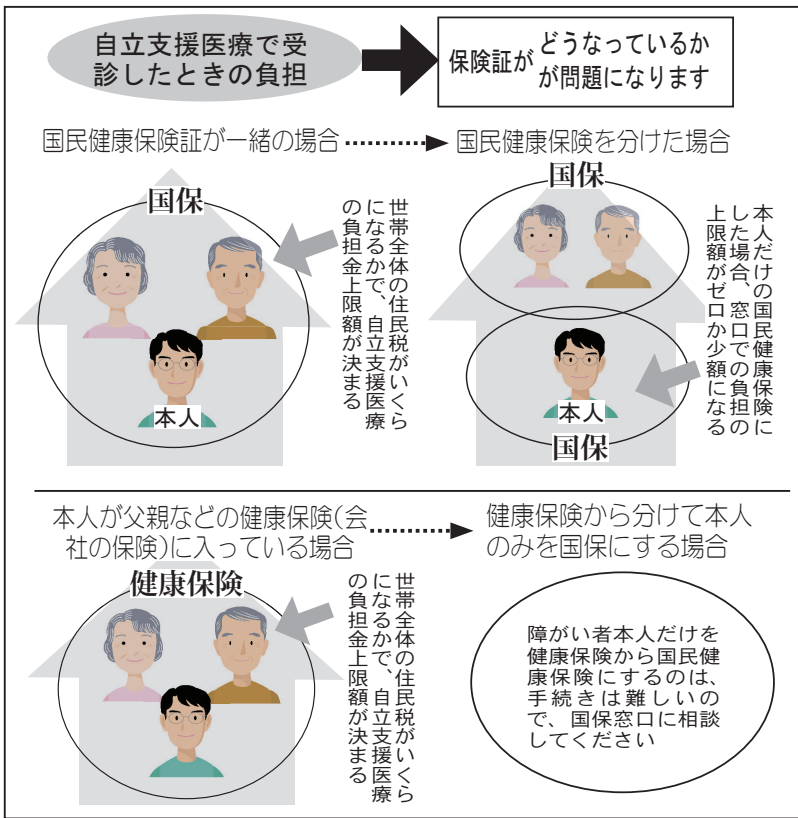 自立支援医療で受
診したときの負担
保険証が
どうなっているか
が問題になります
国民健康保険証が一緒の場合
国民健康保険を分けた場合
国保
世帯全体の住民税がいくら
になるかで、自立支援医療
の負担金上限額が決まる
本人
国保
本人だけの国民健康保険に
した場合、窓口での負担の
上限額がゼロか少額になる
本人
国保
本人が父親などの健康保険(会
社の保険)に入っている場合
健康保険から分けて本人
のみを国保にする場合
健康保険
世帯全体の住民税がいくら
になるかで、自立支援医療
の負担金上限額が決まる
障がい者本人だけを
健康保険から国民健
康保険にするのは、
手続きは難しいの
で、国保窓口に相談
してください